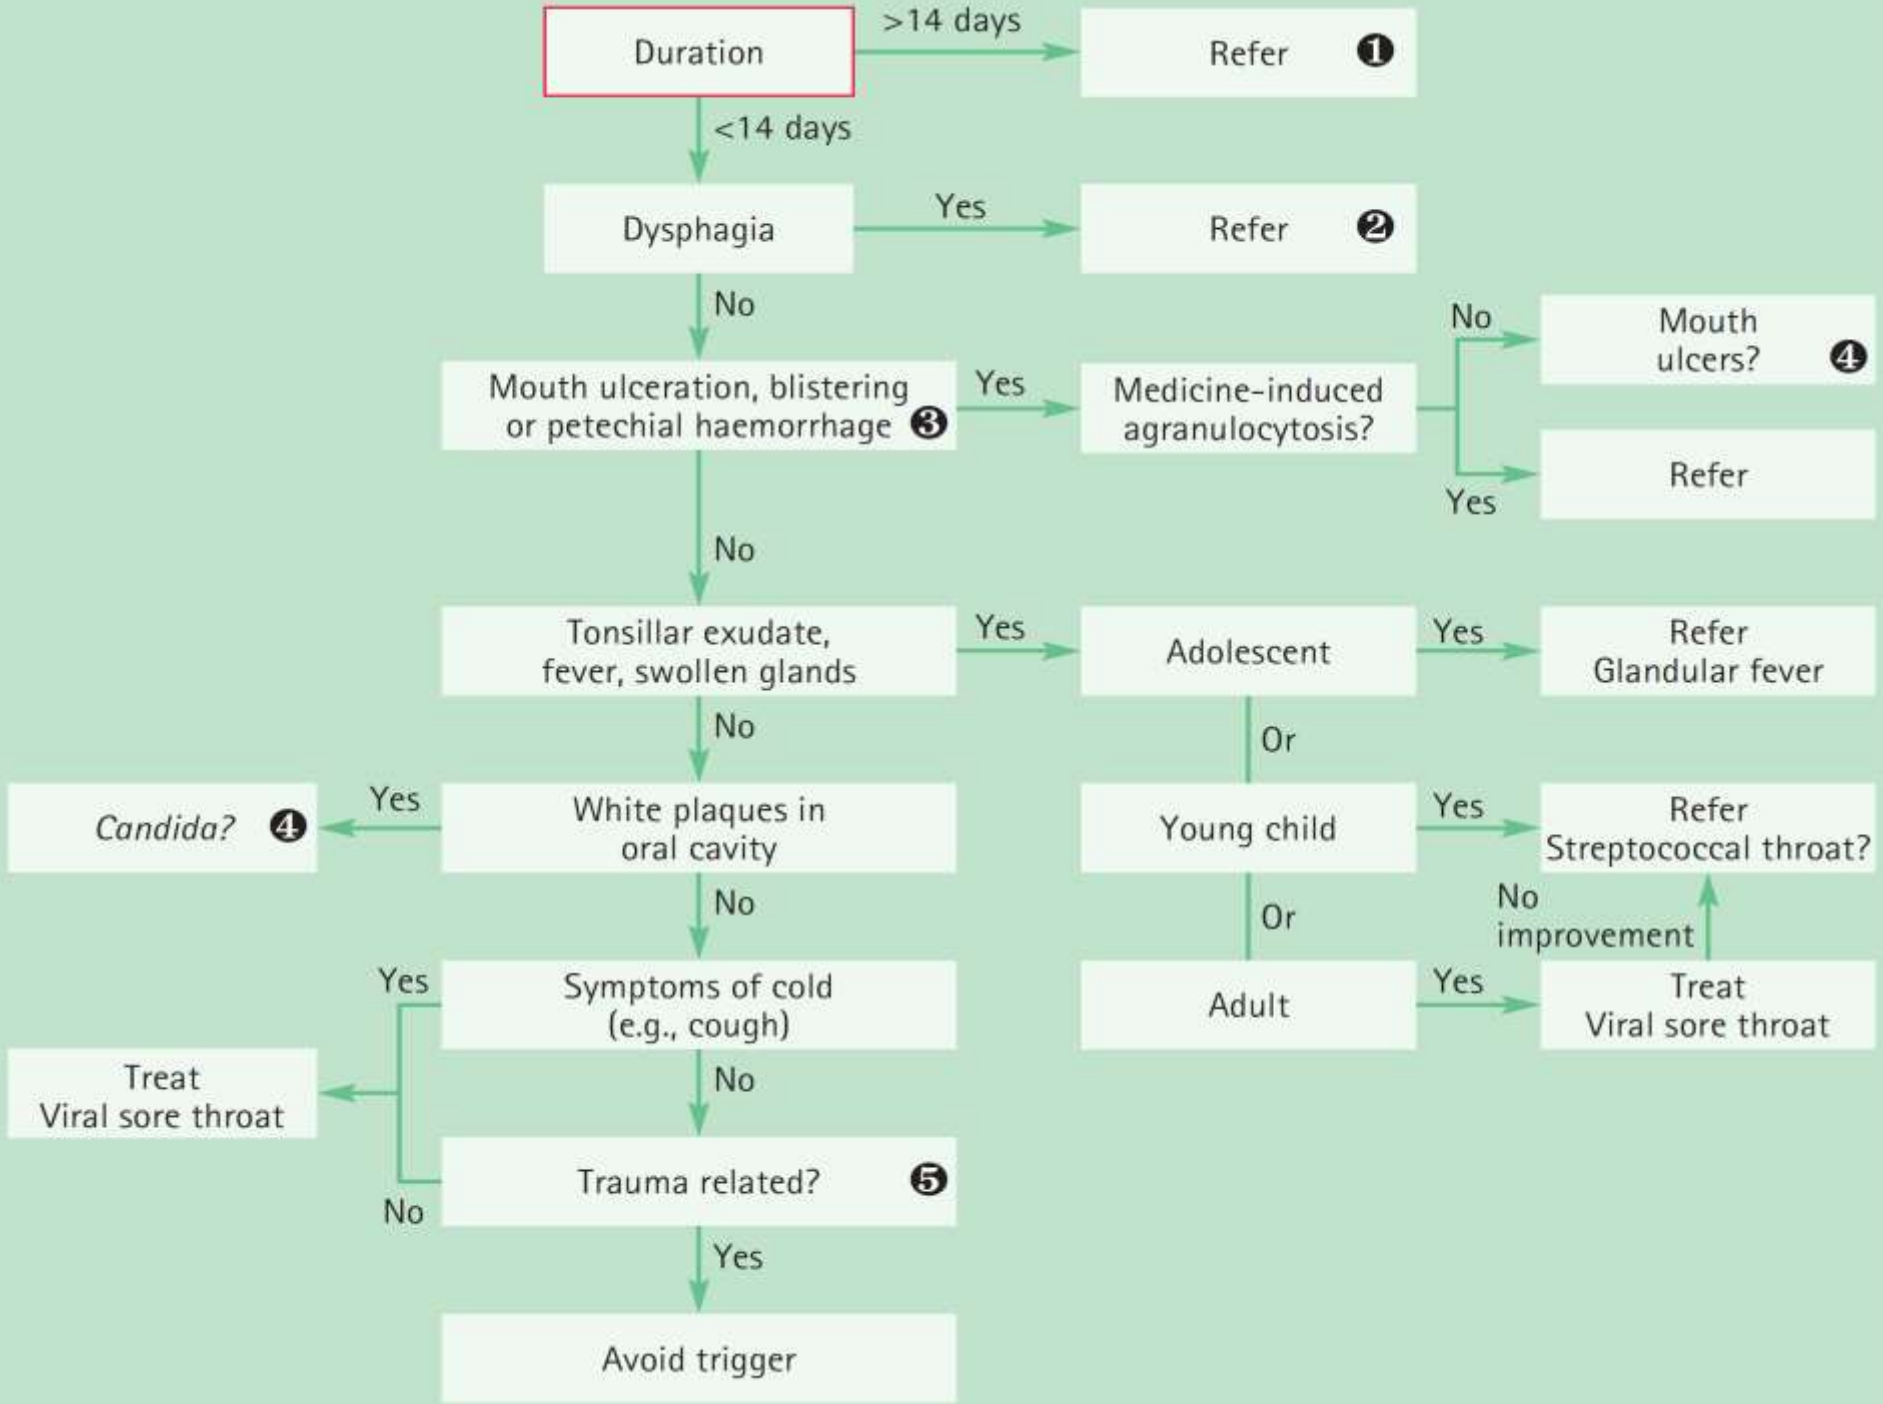 Duration
>14 days
Refer
❶
<14 days
Dysphagia
Yes
Refer
❷
No
Mouth ulceration, blistering
or petechial haemorrhage
❸
Yes
Medicine-induced
agranulocytosis?
No
Mouth
ulcers?
❹
Yes
Refer
No
Tonsillar exudate,
fever, swollen glands
Yes
Adolescent
Yes
Refer
Glandular fever
No
Or
Candida?
❹
Yes
White plaques in
oral cavity
Young child
Yes
Refer
Streptococcal throat?
No
Or
No
improvement
Yes
Symptoms of cold
(e.g., cough)
Adult
Yes
Treat
Viral sore throat
Treat
Viral sore throat
No
No
Trauma related?
❺
Yes
Avoid trigger